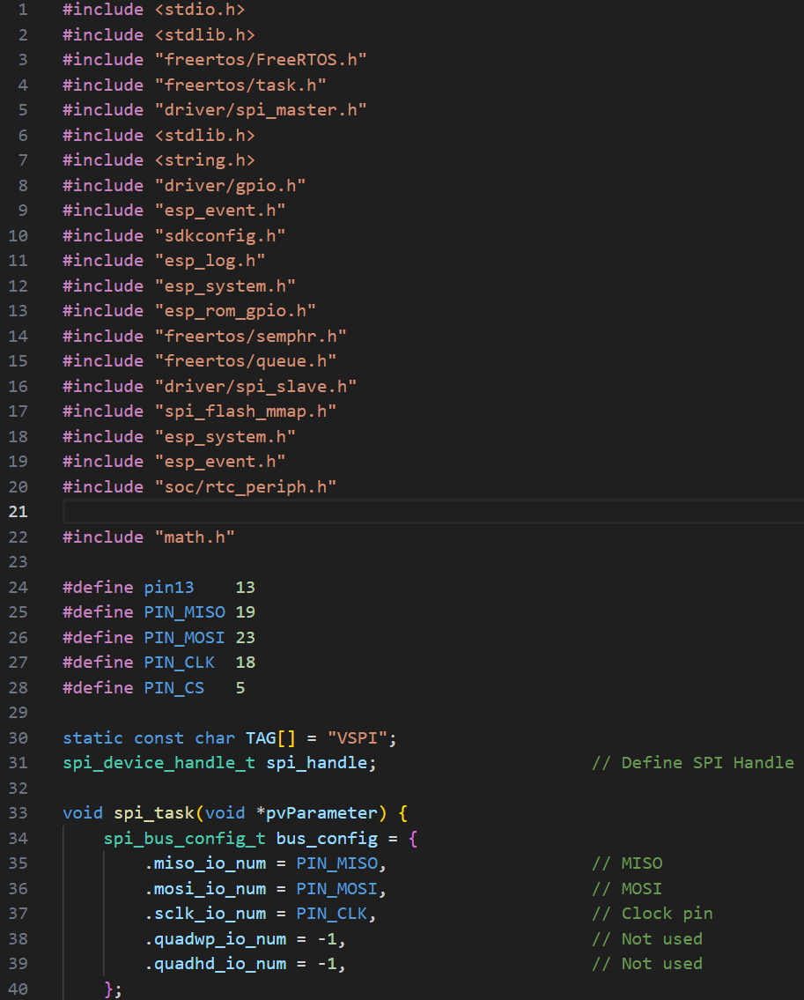 1 #include <stdio.h>
2 #include <stdlib.h>
3 #include "freertos/FreeRTOS.h"
4 #include "freertos/task.h"
5 #include "driver/spi_master.h"
6 #include <stdlib.h>
7 #include <string.h>
8 #include "driver/gpio.h"
9 #include "esp_event.h"
10 #include "sdkconfig.h"
11 #include "esp_log.h"
12 #include "esp_system.h"
13 #include "esp_rom_gpio.h"
14 #include "freertos/semphr.h"
15 #include "freertos/queue.h"
16 #include "driver/spi_slave.h"
17 #include "spi_flash_mmap.h"
18 #include "esp_system.h"
19 #include "esp_event.h"
20 #include "soc/rtc_periph.h"
21
22 #include "math.h"
23
24 #define pin13    13
25 #define PIN_MISO 19
26 #define PIN_MOSI 23
27 #define PIN_CLK  18
28 #define PIN_CS   5
29
30 static const char TAG[] = "VSPI";
31 spi_device_handle_t spi_handle;                     // Define SPI Handle
32
33 void spi_task(void *pvParameter) {
34     spi_bus_config_t bus_config = {
35         .miso_io_num = PIN_MISO,                    // MISO
36         .mosi_io_num = PIN_MOSI,                    // MOSI
37         .sclk_io_num = PIN_CLK,                     // Clock pin
38         .quadwp_io_num = -1,                        // Not used
39         .quadhd_io_num = -1,                        // Not used
40     };